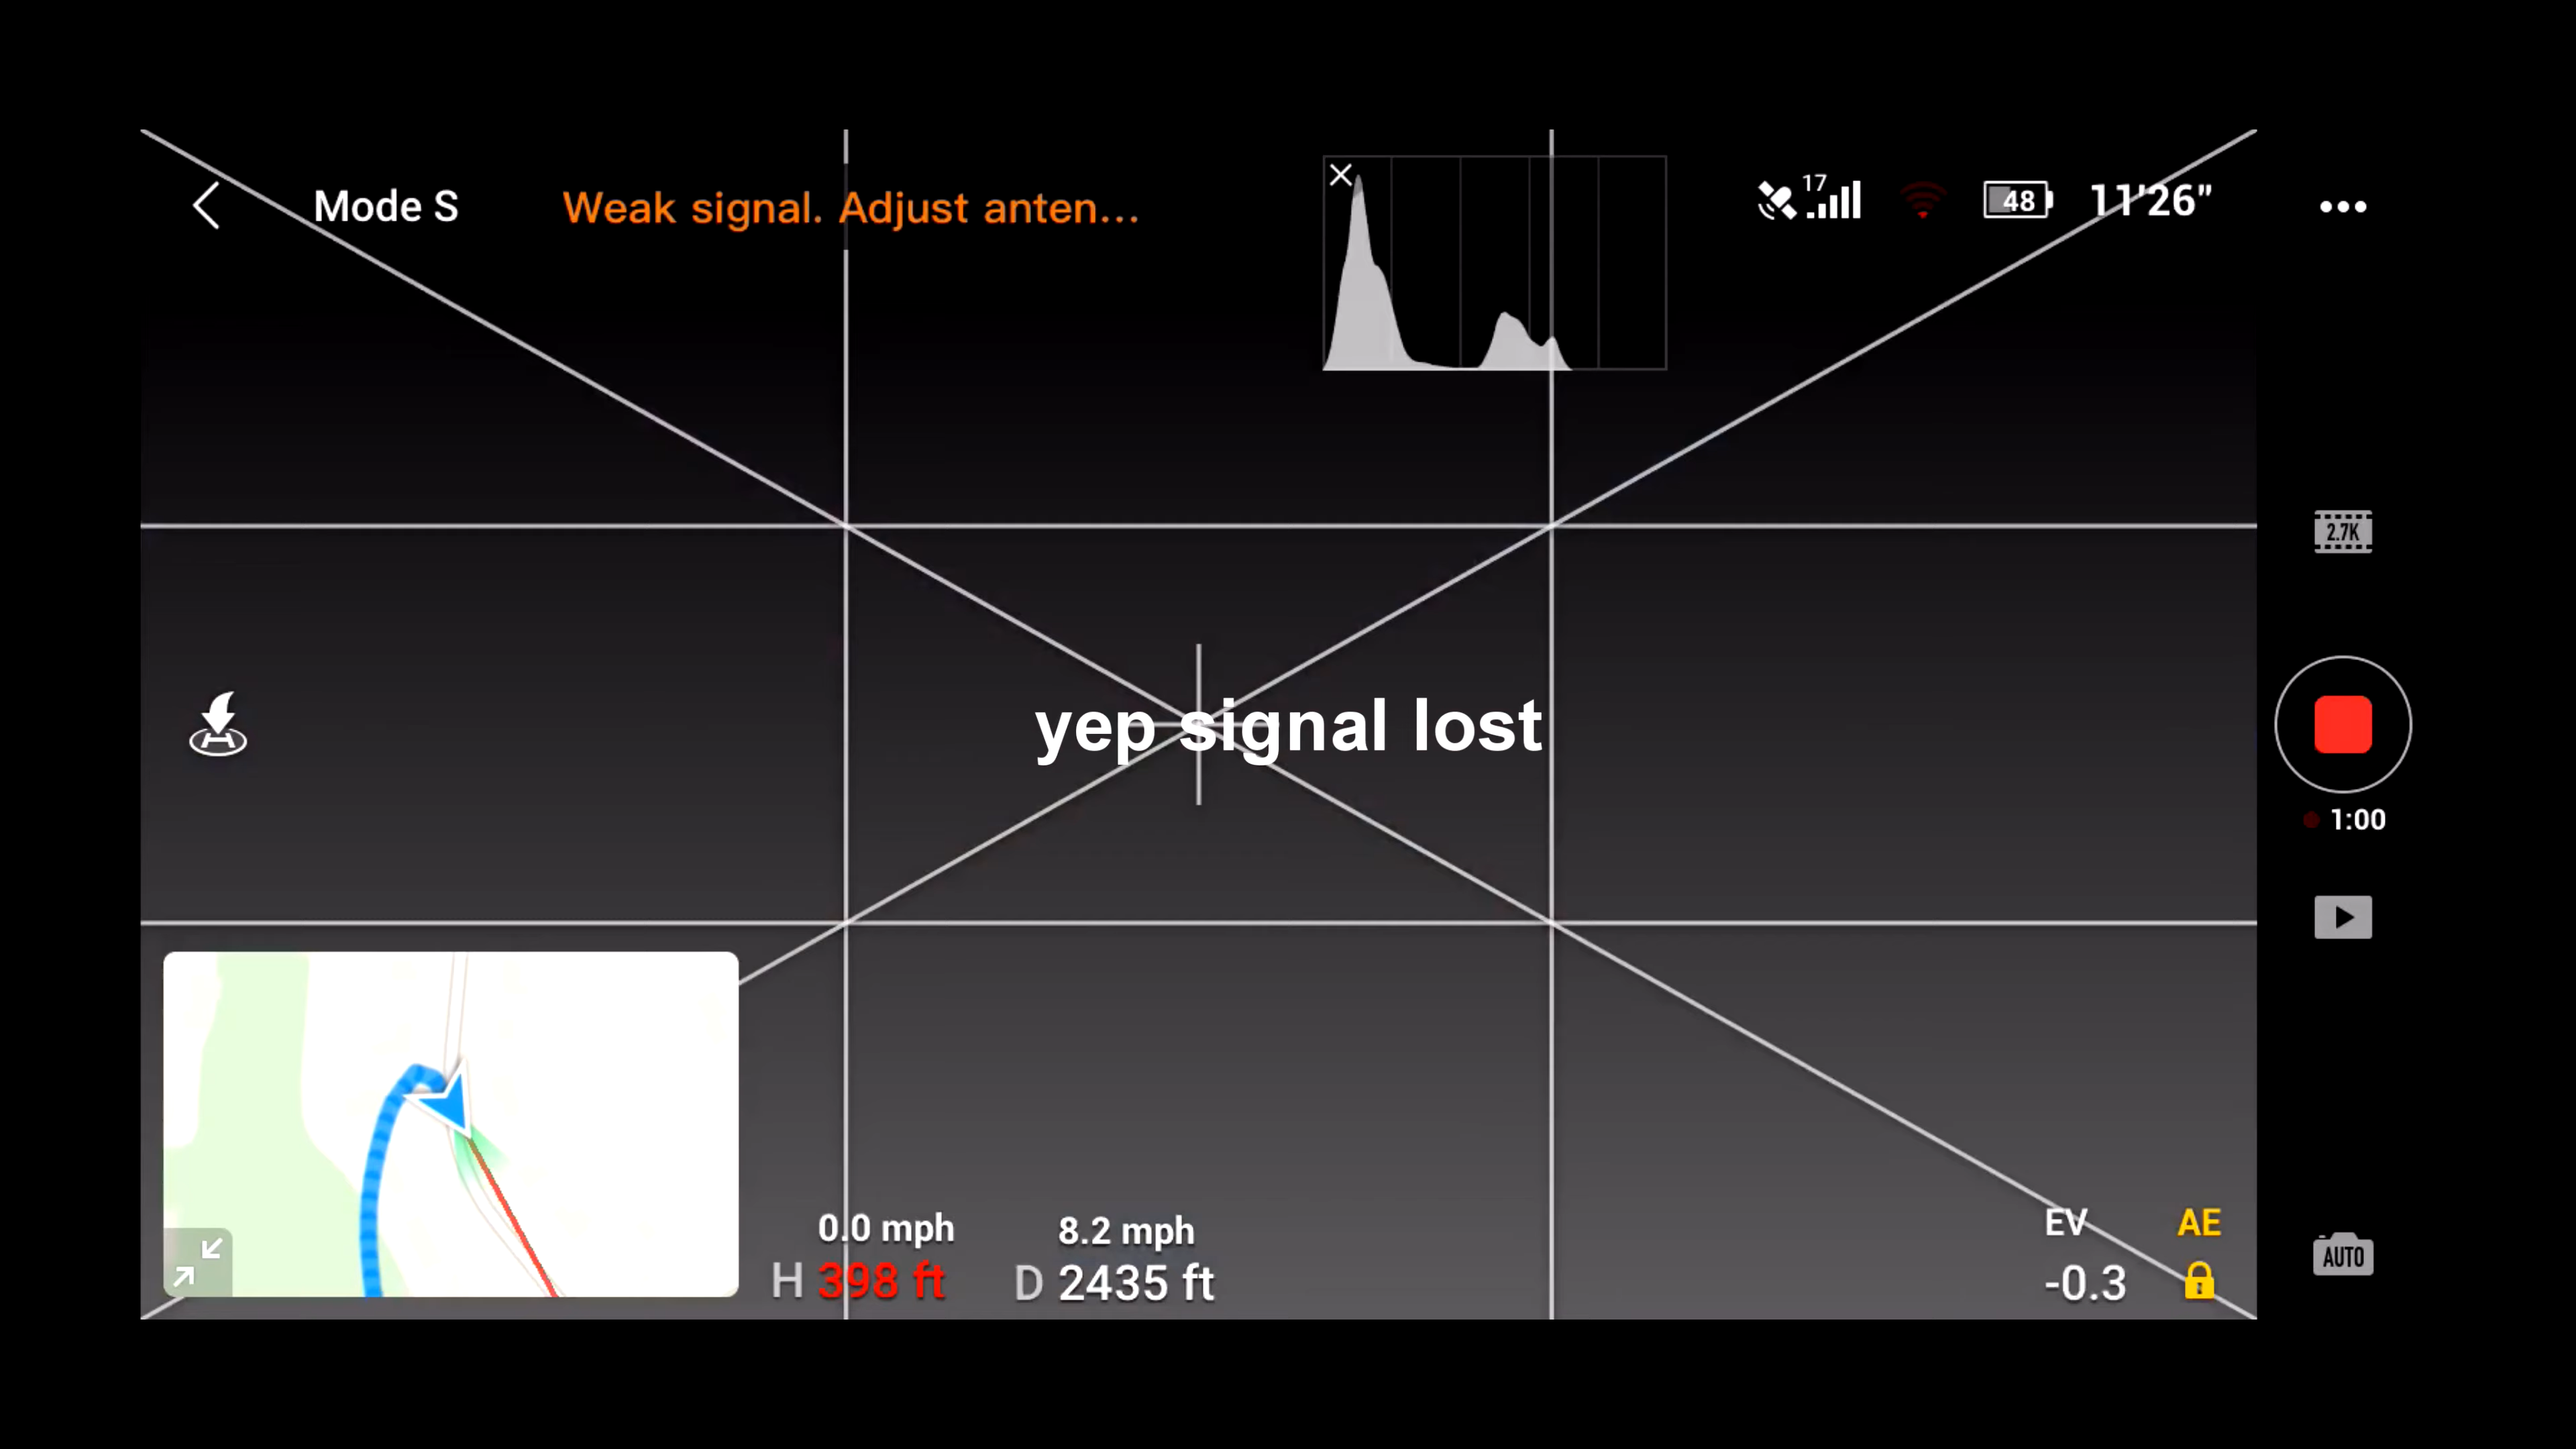 Mode S
Weak signal. Adjust anten...
17
48
11'26"
2.7K
yep signal lost
1:00
0.0 mph
8.2 mph
H 398 ft
D 2435 ft
EV
AE
-0.3
AUTO